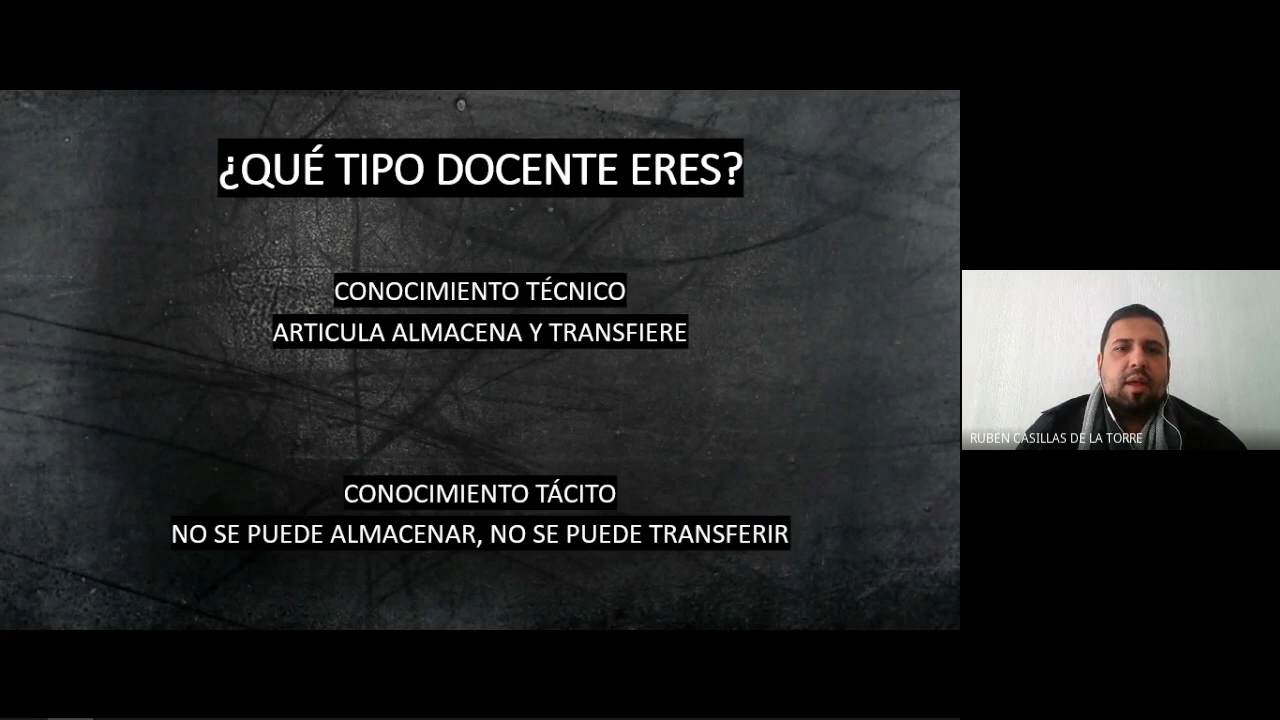 ¿QUÉ TIPO DOCENTE ERES?
CONOCIMIENTO TÉCNICO
ARTICULA ALMACENA Y TRANSFIERE
CONOCIMIENTO TÁCITO
NO SE PUEDE ALMACENAR, NO SE PUEDE TRANSFERIR
RUBEN CASILLAS DE LA TORRE